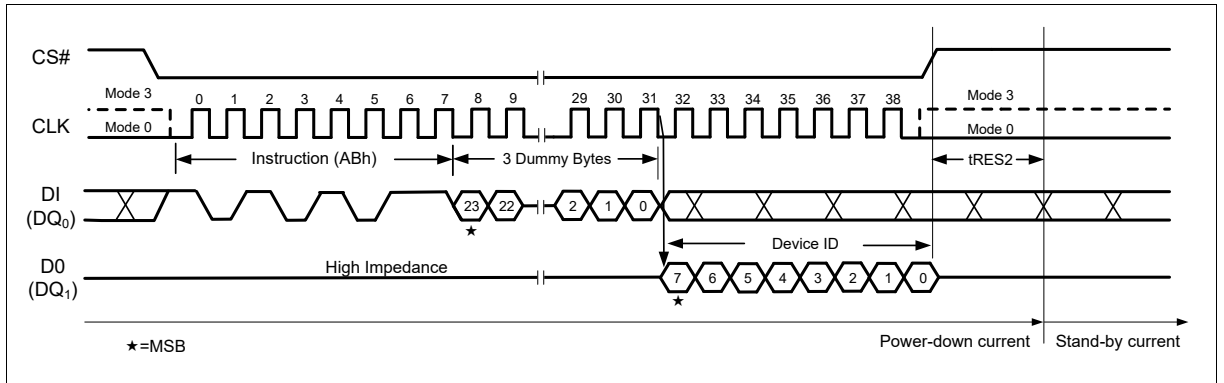 CS#
Mode 3
0 1 2 3 4 5 6 7 8 9 29 30 31 32 33 34 35 36 37 38
Mode 3
CLK
Mode 0
Mode 0
Instruction (ABh)
3 Dummy Bytes
tRES2
DI
(DQ0)
23 22 2 1 0
★
Device ID
D0
(DQ1)
High Impedance
7 6 5 4 3 2 1 0
★
Power-down current
Stand-by current
★=MSB